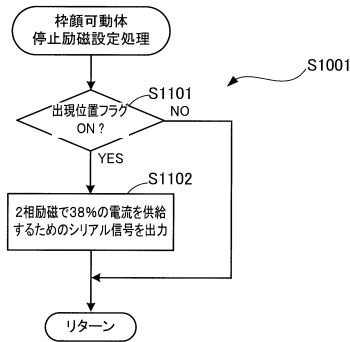 枠顔可動体
停止励磁設定処理
S1001
S1101
出現位置フラグ
ON?
NO
YES
S1102
2相励磁で38%の電流を供給
するためのシリアル信号を出力
リターン